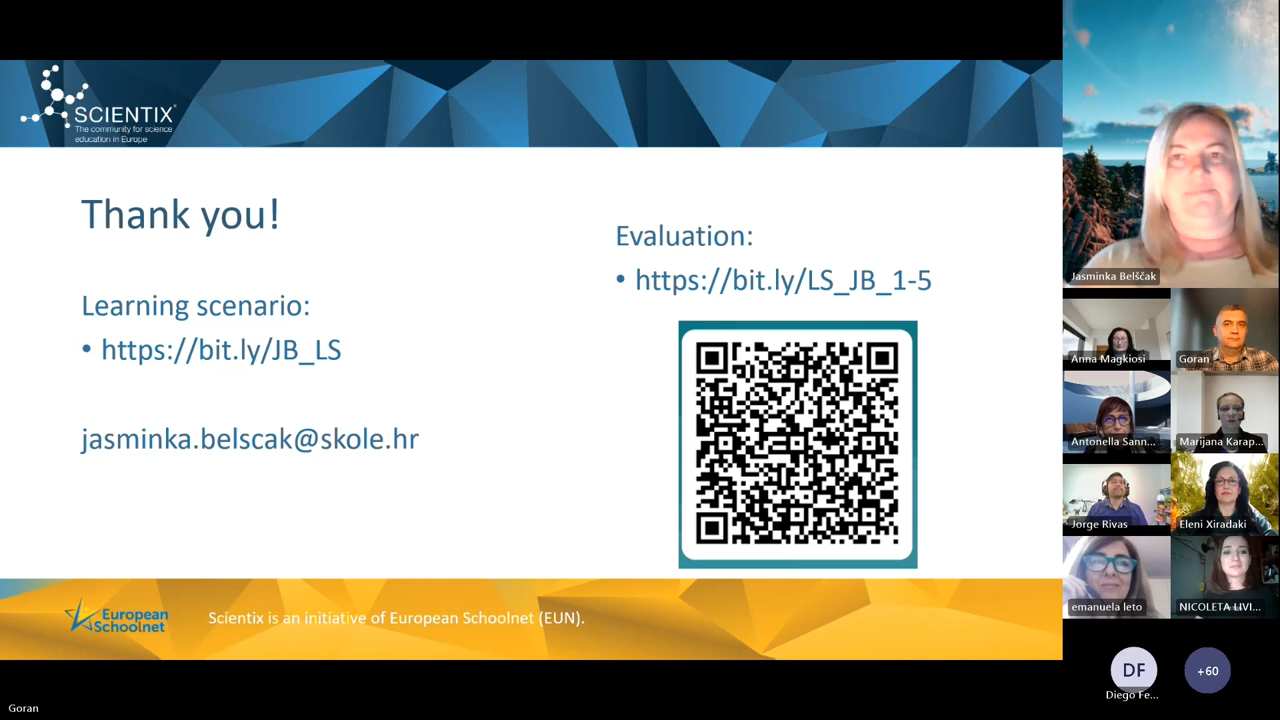 SCIENTIX
The community for science
education in Europe
Thank you!
Learning scenario:
• https://bit.ly/JB_LS
jasminka.belscak@skole.hr
Evaluation:
• https://bit.ly/LS_JB_1-5
European
Schoolnet
Scientix is an initiative of European Schoolnet (EUN).
Jasminka Belščak
Anna Magkiosi
Goran
Antonella Sann...
Marijana Karap...
Jorge Rivas
Eleni Xiradaki
emanuela leto
NICOLETA LIVI...
DF
+60
Diego Fe...
Goran